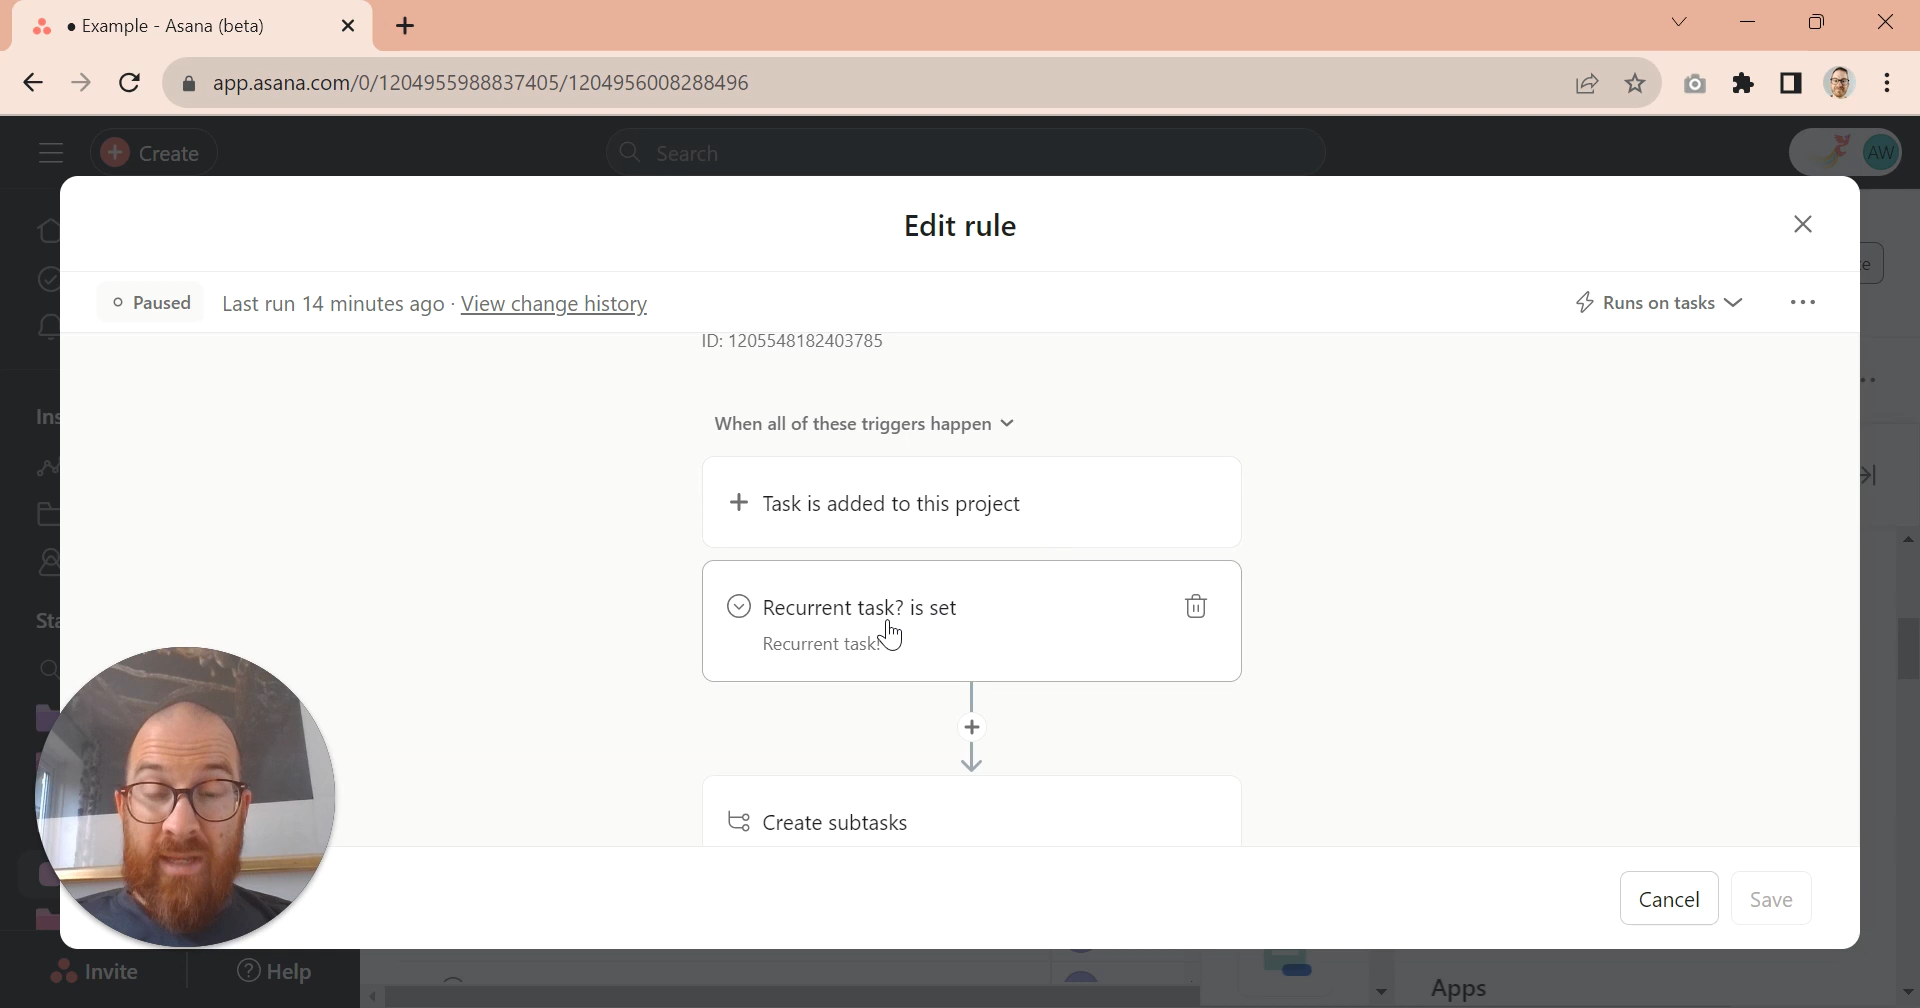 ● Example - Asana (beta)
app.asana.com/0/1204955988837405/1204956008288496
Create
Search
AW
Edit rule
Paused
Last run 14 minutes ago · View change history
Runs on tasks
ID: 1205548182403785
Ins
When all of these triggers happen
Task is added to this project
Recurrent task? is set
Recurrent task?
Sta
Create subtasks
Cancel
Save
Invite
Help
Apps